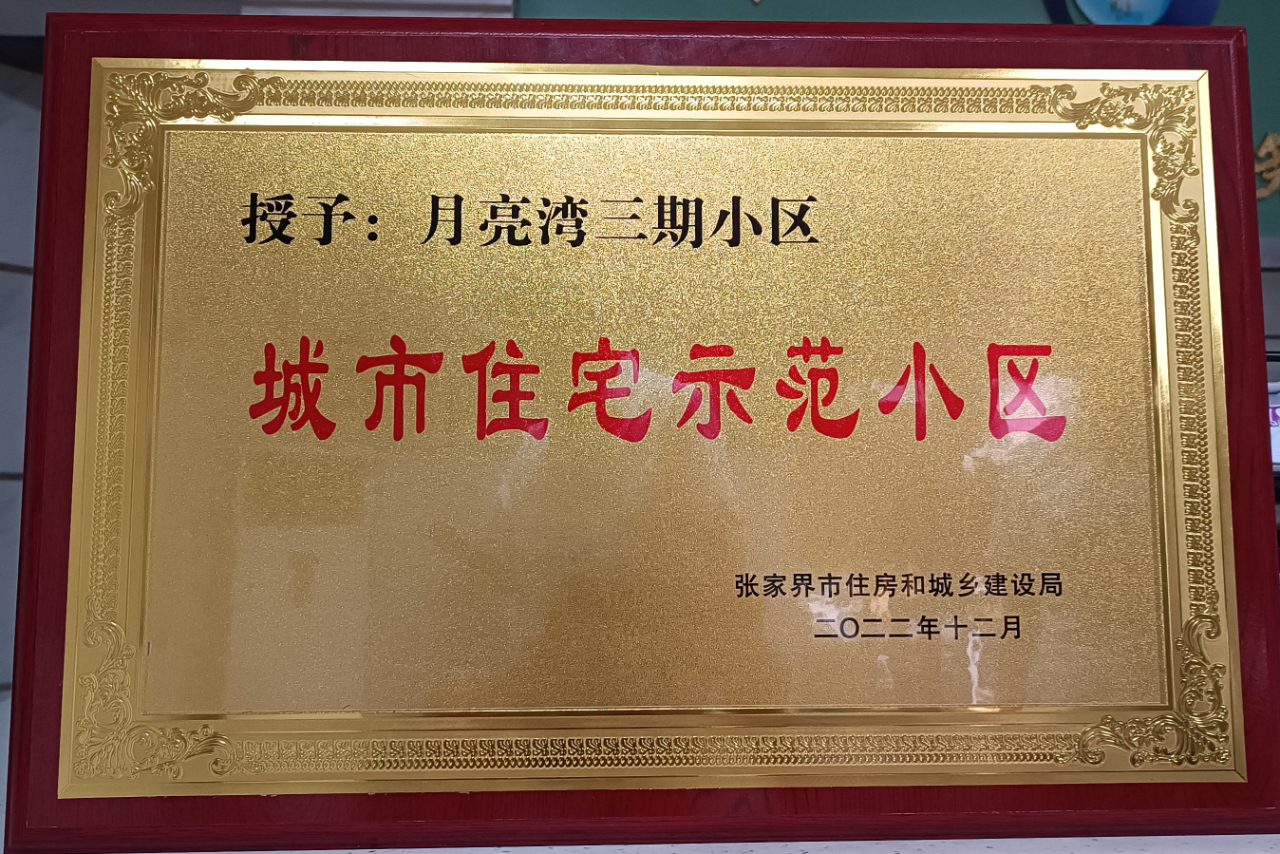 授予：月亮湾三期小区
城市住宅示范小区
张家界市住房和城乡建设局
二〇二二年十二月